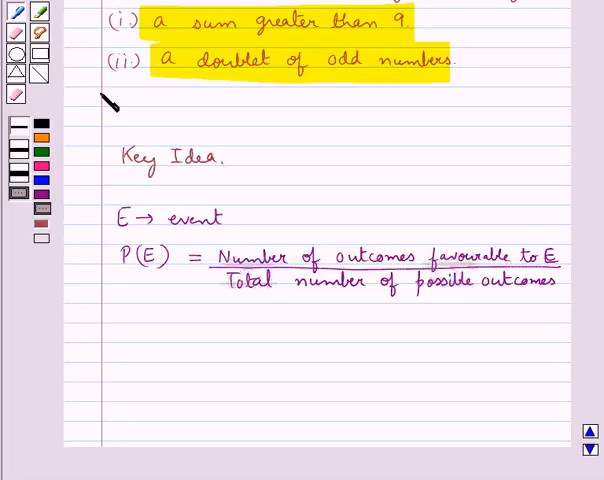 (i.) a sum greater than 9.
(ii.) a doublet of odd numbers.
Key Idea.
E → event
P(E) = Number of outcomes favourable to E
Total number of possible outcomes